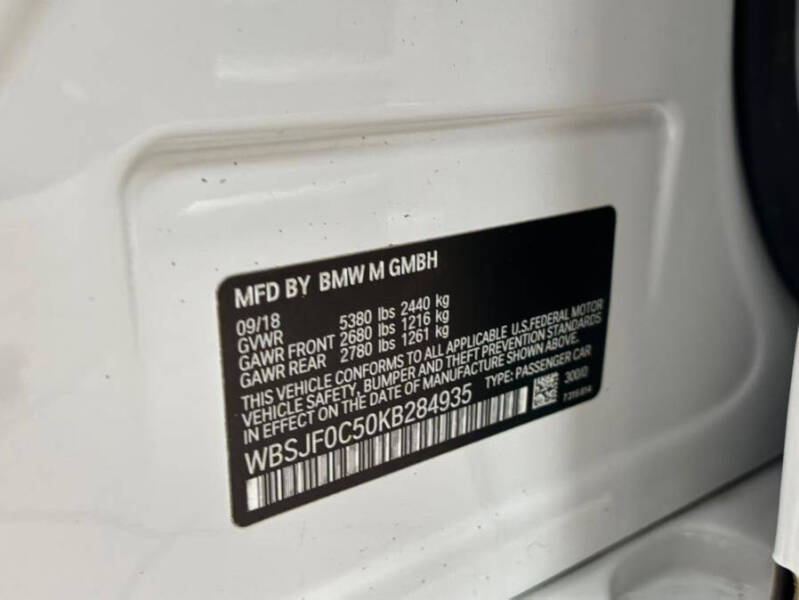 MFD BY BMW M GMBH
09/18
GVWR 5380 lbs 2440 kg
GAWR FRONT 2680 lbs 1216 kg
GAWR REAR 2780 lbs 1261 kg
THIS VEHICLE CONFORMS TO ALL APPLICABLE U.S.FEDERAL MOTOR
VEHICLE SAFETY, BUMPER AND THEFT PREVENTION STANDARDS
IN EFFECT ON THE DATE OF MANUFACTURE SHOWN ABOVE.
WBSJF0C50KB284935 TYPE: PASSENGER CAR
300/0